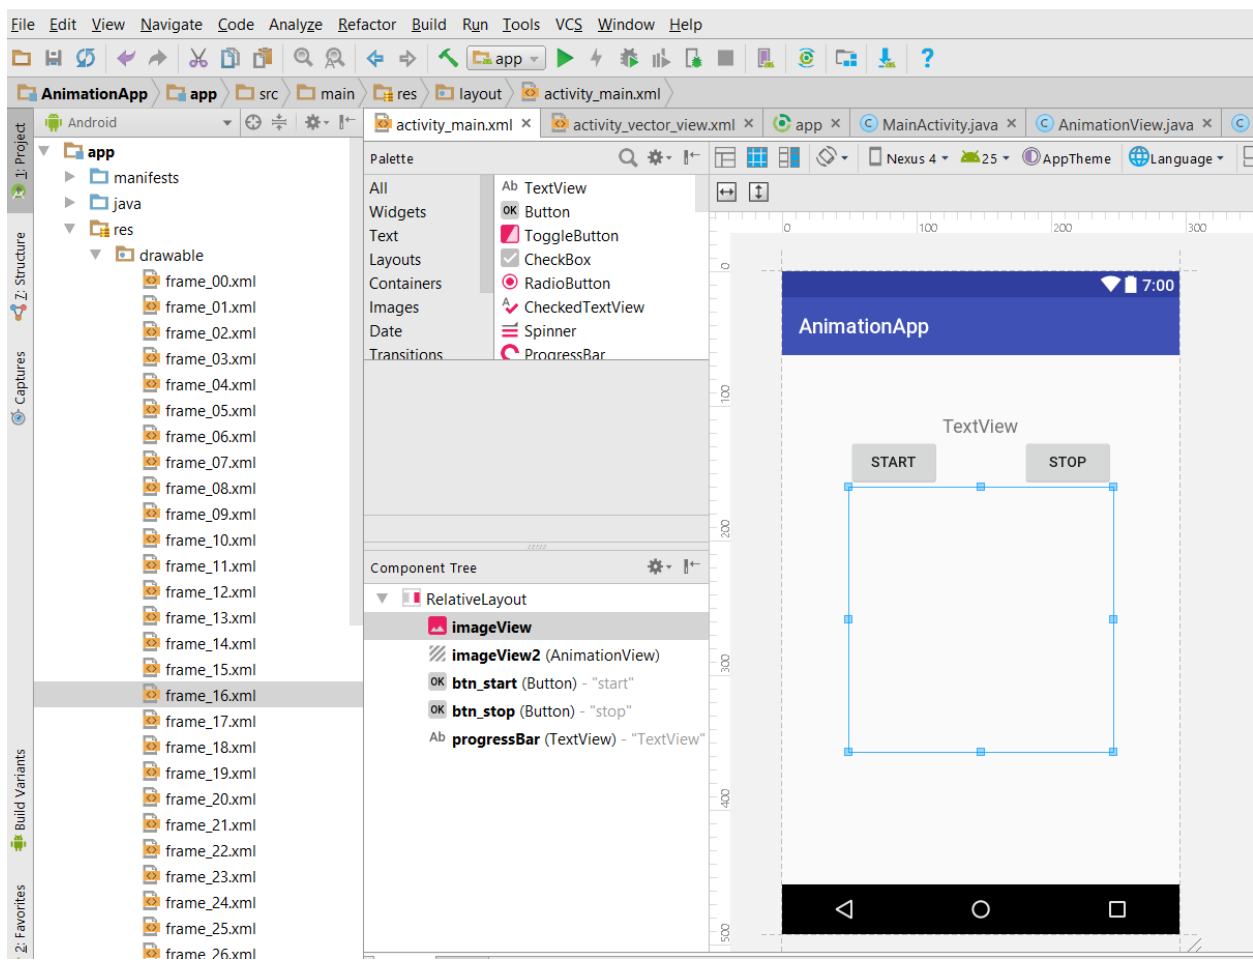 File Edit View Navigate Code Analyze Refactor Build Run Tools VCS Window Help
app
AnimationApp app src main res layout activity_main.xml
Android
activity_main.xml activity_vector_view.xml app MainActivity.java AnimationView.java
1: Project
Z: Structure
Captures
Build Variants
2: Favorites
app
manifests
java
res
drawable
frame_00.xml
frame_01.xml
frame_02.xml
frame_03.xml
frame_04.xml
frame_05.xml
frame_06.xml
frame_07.xml
frame_08.xml
frame_09.xml
frame_10.xml
frame_11.xml
frame_12.xml
frame_13.xml
frame_14.xml
frame_15.xml
frame_16.xml
frame_17.xml
frame_18.xml
frame_19.xml
frame_20.xml
frame_21.xml
frame_22.xml
frame_23.xml
frame_24.xml
frame_25.xml
frame_26.xml
Palette
All
Widgets
Text
Layouts
Containers
Images
Date
Transitions
Ab TextView
OK Button
ToggleButton
CheckBox
RadioButton
CheckedTextView
Spinner
ProgressBar
Component Tree
RelativeLayout
imageView
imageView2 (AnimationView)
OK btn_start (Button) - "start"
OK btn_stop (Button) - "stop"
Ab progressBar (TextView) - "TextView"
Nexus 4 25 AppTheme Language
0 100 200 300
0
100
200
300
400
500
7:00
AnimationApp
TextView
START STOP